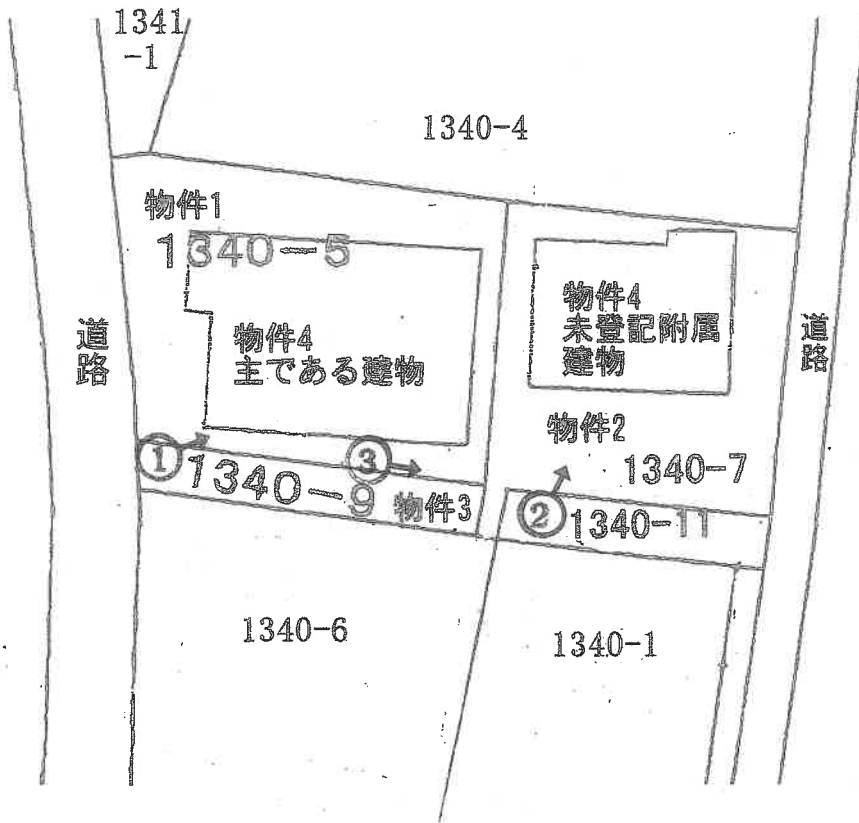 1341
-1
1340-4
物件1
1340-5
物件4
主である建物
物件4
未登記附属
建物
道路
道路
物件2
1340-7
①
③
1340-9
物件3
②
1340-11
1340-6
1340-1